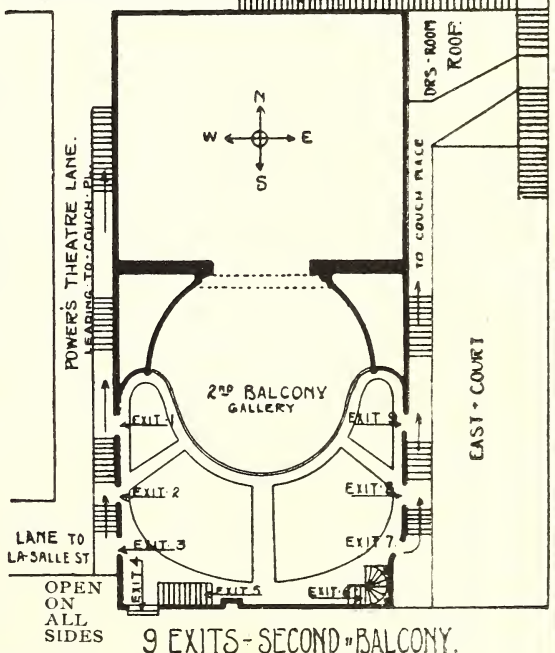 DRS-ROOM
ROOF.
N
W E
S
POWER'S THEATRE LANE.
LEADING·TO·COUCH·PL.
TO COUCH PLACE
2ND BALCONY
GALLERY
EAST-COURT
EXIT·1
EXIT 9
EXIT·2
EXIT·8
EXIT·3
EXIT 7
EXIT 4
EXIT 5
EXIT·6
LANE TO
LA-SALLE ST
OPEN
ON
ALL
SIDES
9 EXITS-SECOND"BALCONY.